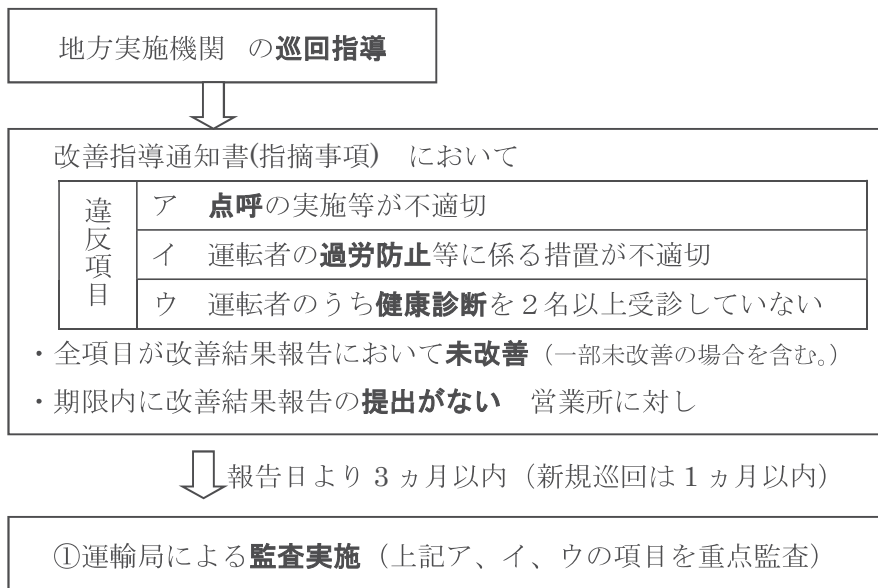 地方実施機関　の巡回指導
改善指導通知書(指摘事項)　において
違反項目
ア　点呼の実施等が不適切
イ　運転者の過労防止等に係る措置が不適切
ウ　運転者のうち健康診断を２名以上受診していない
・全項目が改善結果報告において未改善（一部未改善の場合を含む。）
・期限内に改善結果報告の提出がない　営業所に対し
報告日より３ヵ月以内（新規巡回は１ヵ月以内）
①運輸局による監査実施（上記ア、イ、ウの項目を重点監査）